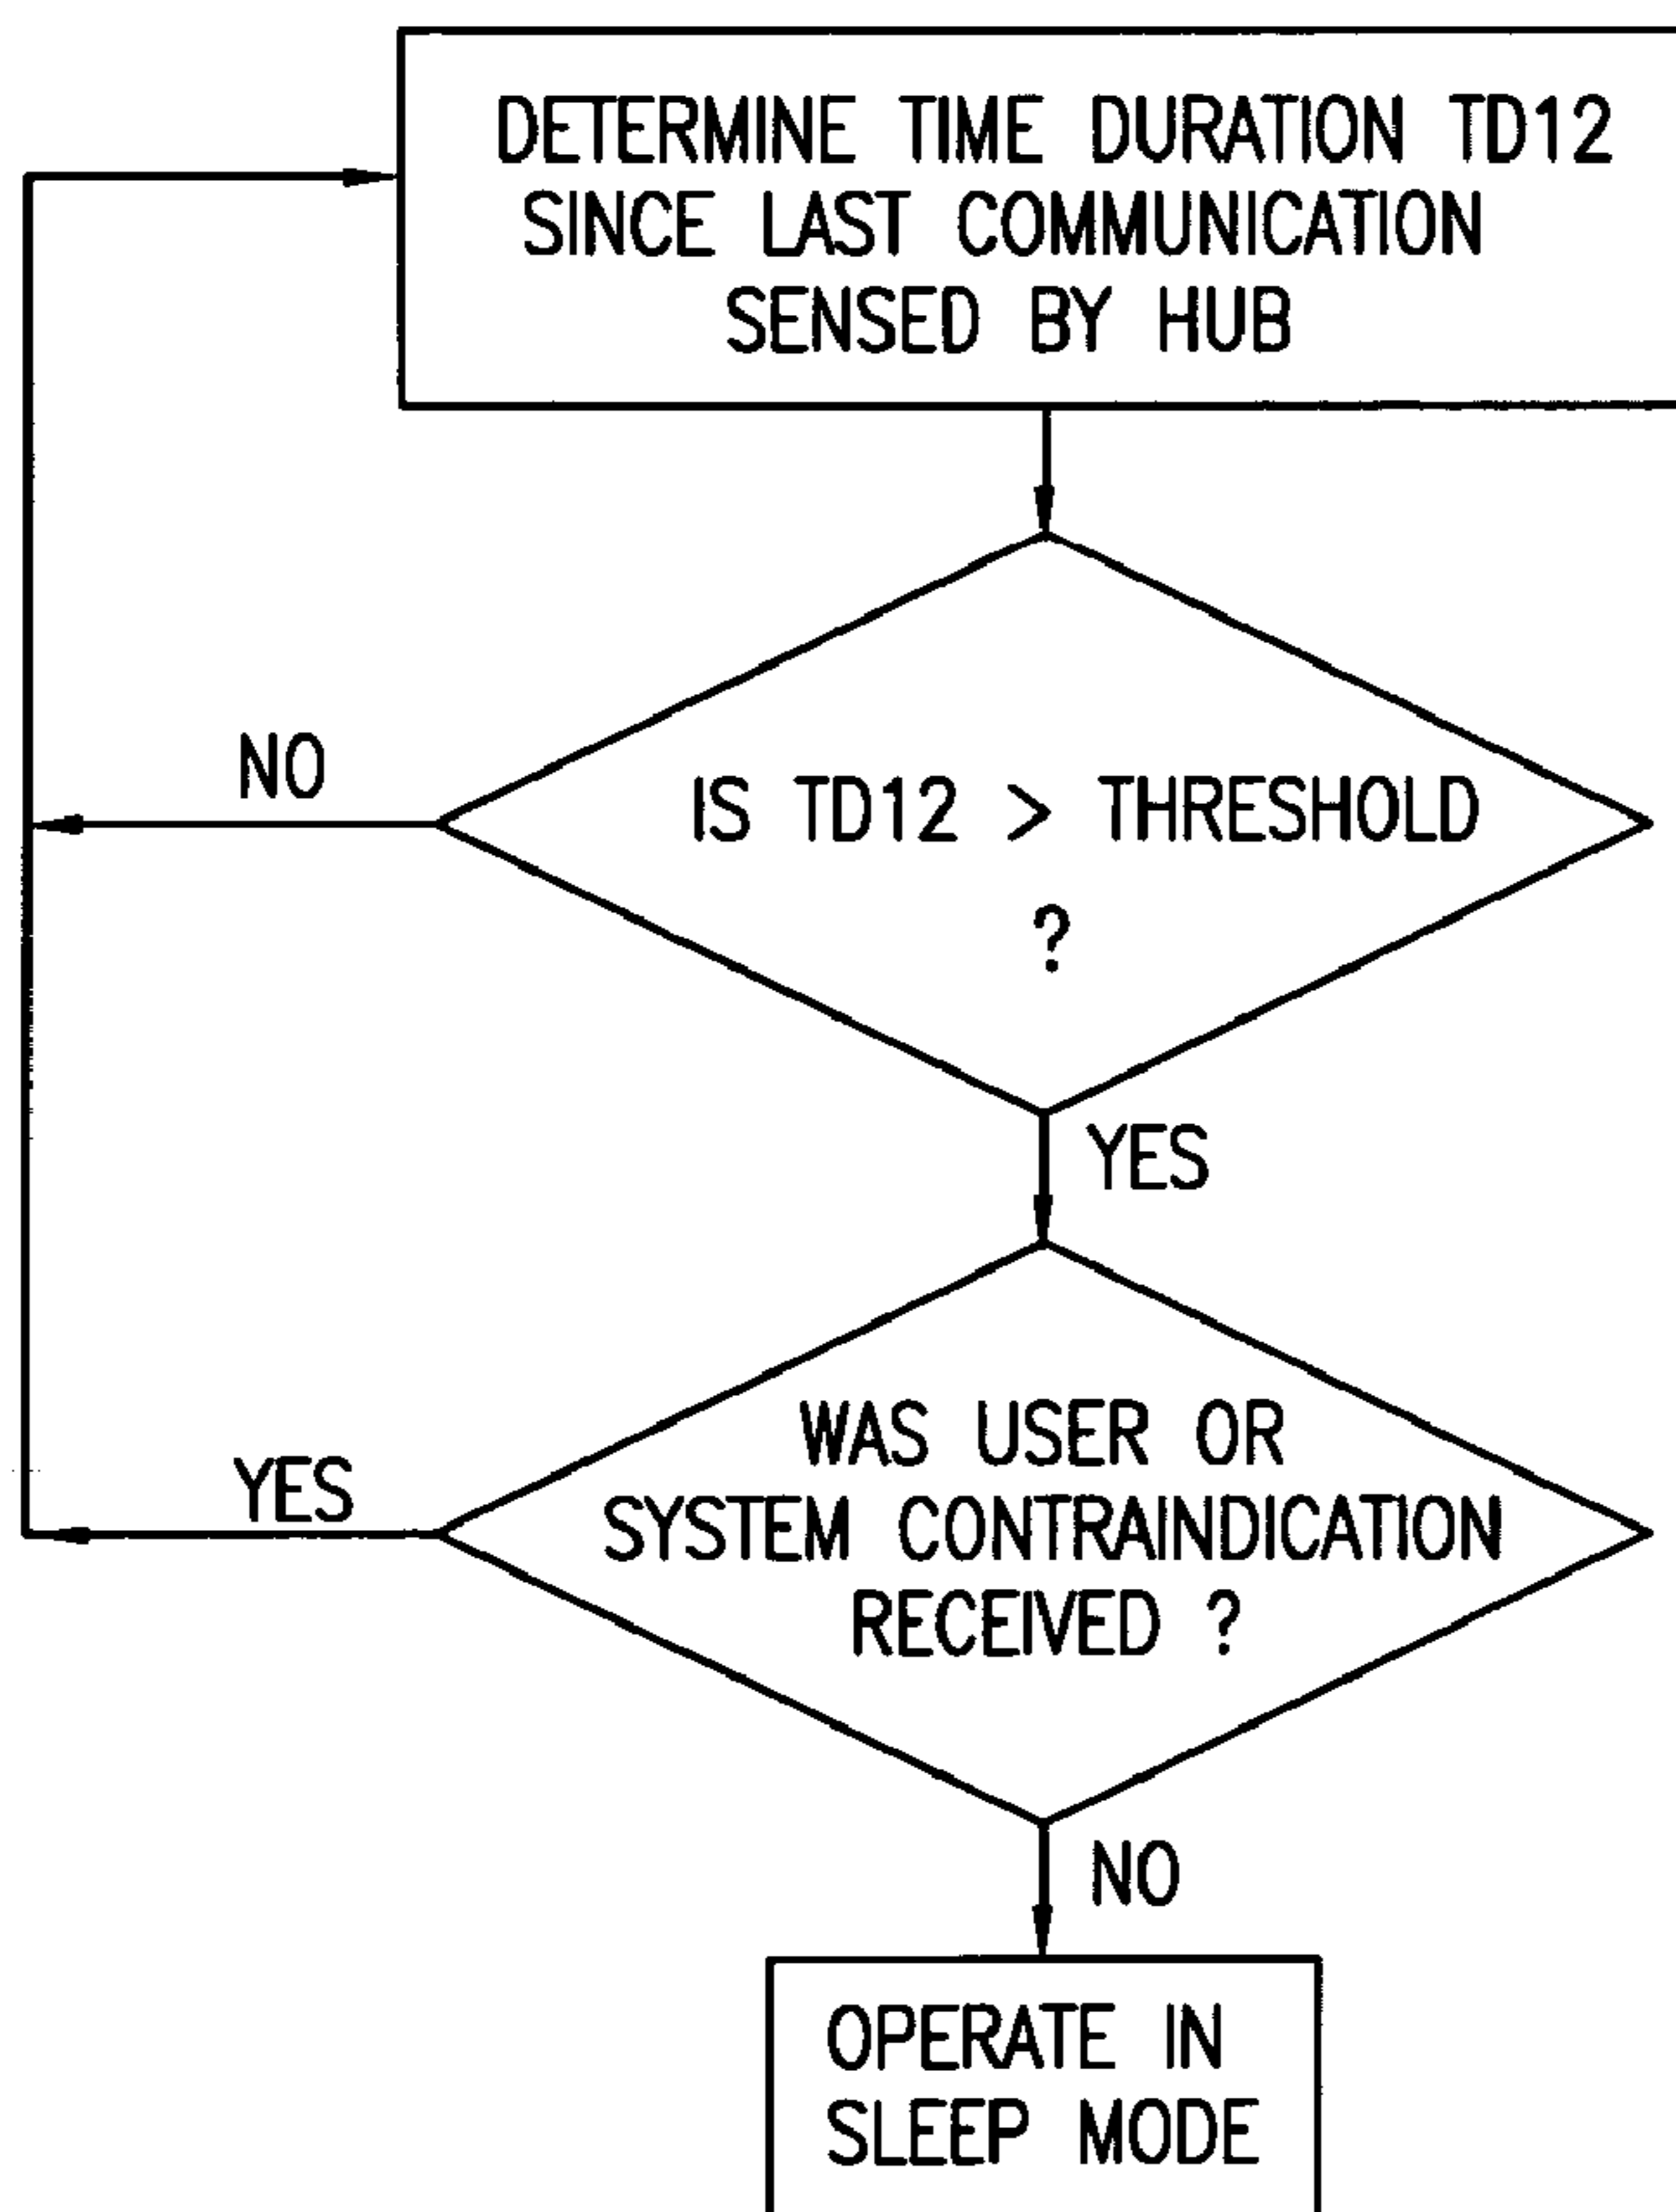 DETERMINE TIME DURATION TD12
SINCE LAST COMMUNICATION
SENSED BY HUB
NO
IS TD12 > THRESHOLD
?
YES
WAS USER OR
YES
SYSTEM CONTRAINDICATION
RECEIVED ?
NO
OPERATE IN
SLEEP MODE